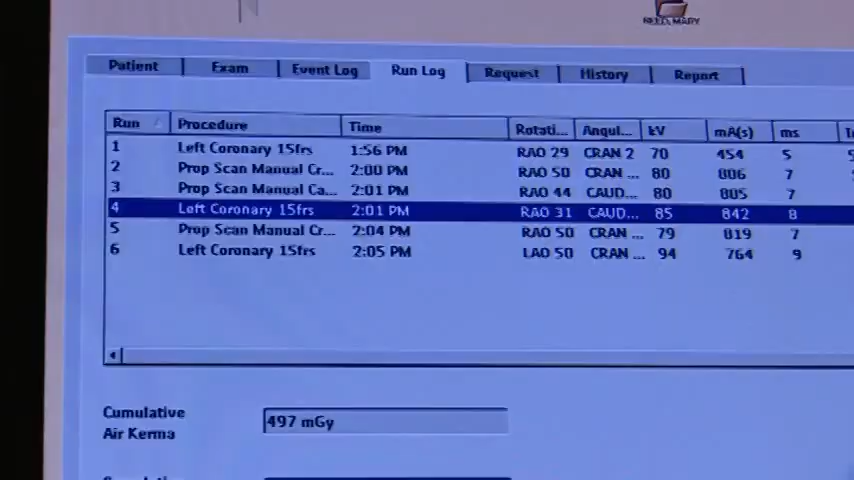 REED, MARY
Patient Exam Event Log Run Log Request History Report
Run Procedure Time Rotati... Angul... kV mA(s) ms
1 Left Coronary 15frs 1:56 PM RAO 29 CRAN 2 70 454 5
2 Prop Scan Manual Cr... 2:00 PM RAO 50 CRAN ... 80 806 7
3 Prop Scan Manual Ca... 2:01 PM RAO 44 CAUD... 80 805 7
4 Left Coronary 15frs 2:01 PM RAO 31 CAUD... 85 842 8
5 Prop Scan Manual Cr... 2:04 PM RAO 50 CRAN ... 79 819 7
6 Left Coronary 15frs 2:05 PM LAO 50 CRAN ... 94 764 9
Cumulative
Air Kerma
497 mGy